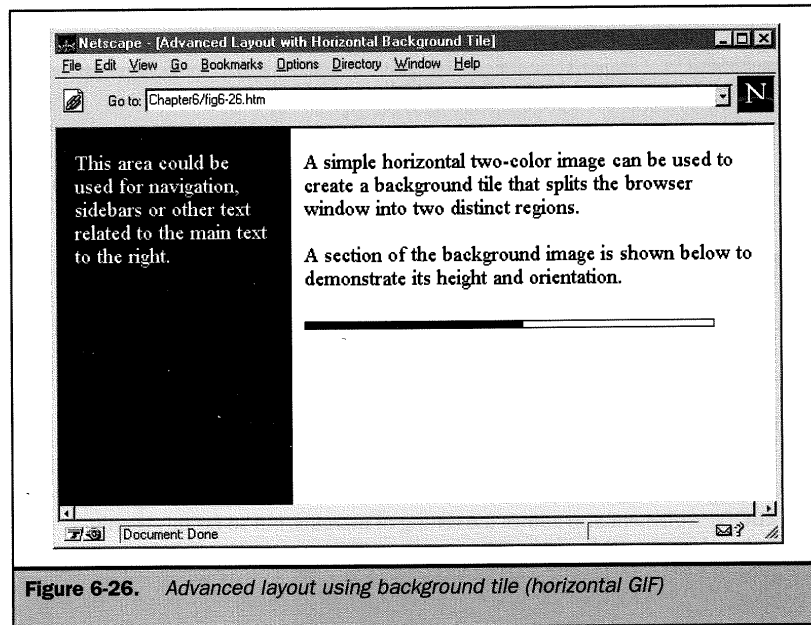 Netscape - [Advanced Layout with Horizontal Background Tile]
File Edit View Go Bookmarks Options Directory Window Help
Go to: Chapter6/fig6-26.htm
N
This area could be
used for navigation,
sidebars or other text
related to the main text
to the right.
A simple horizontal two-color image can be used to
create a background tile that splits the browser
window into two distinct regions.
A section of the background image is shown below to
demonstrate its height and orientation.
Document: Done
?
Figure 6-26. Advanced layout using background tile (horizontal GIF)